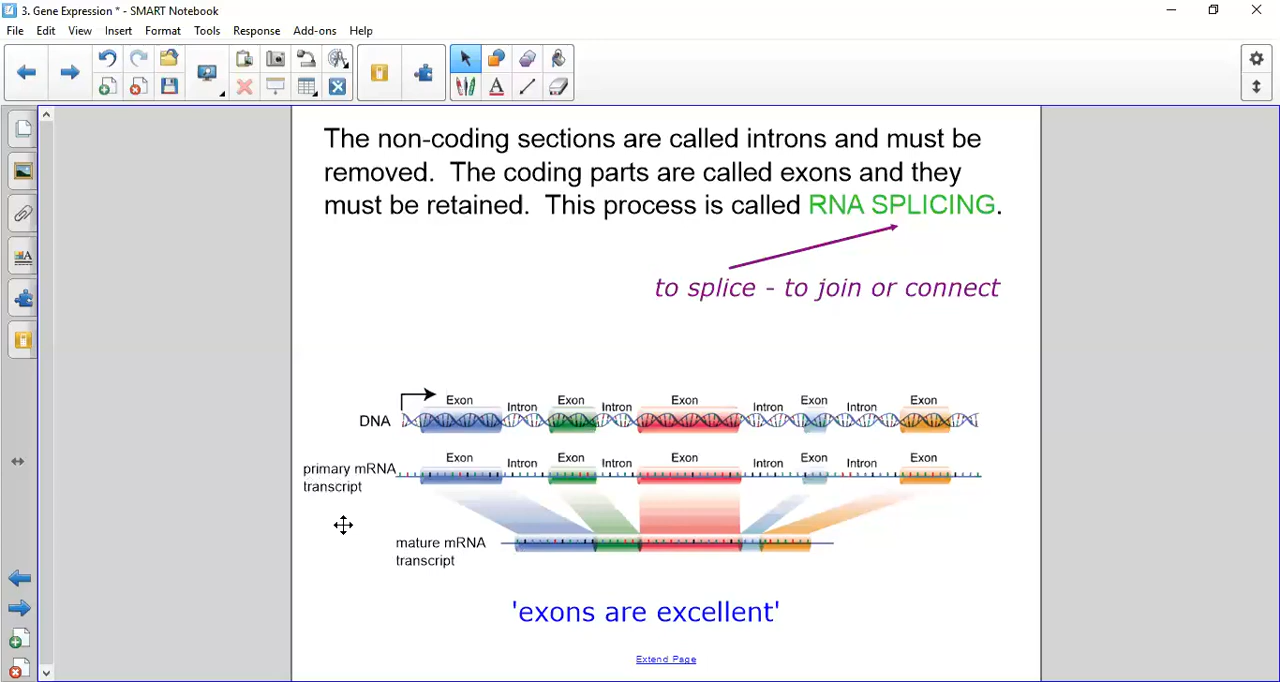 3. Gene Expression * - SMART Notebook
File Edit View Insert Format Tools Response Add-ons Help
The non-coding sections are called introns and must be
removed. The coding parts are called exons and they
must be retained. This process is called RNA SPLICING.
to splice - to join or connect
Exon Intron Exon Intron Exon Intron Exon Intron Exon
DNA
Exon Intron Exon Intron Exon Intron Exon Intron Exon
primary mRNA
transcript
mature mRNA
transcript
'exons are excellent'
Extend Page